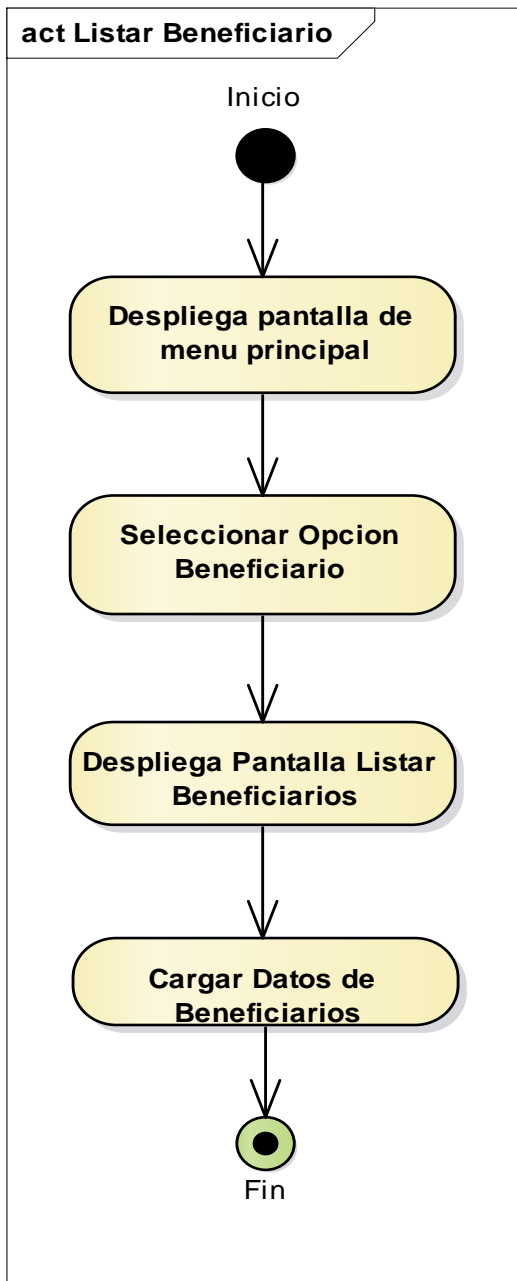 act Listar Beneficiario
Inicio
Despliega pantalla de
menu principal
Seleccionar Opcion
Beneficiario
Despliega Pantalla Listar
Beneficiarios
Cargar Datos de
Beneficiarios
Fin